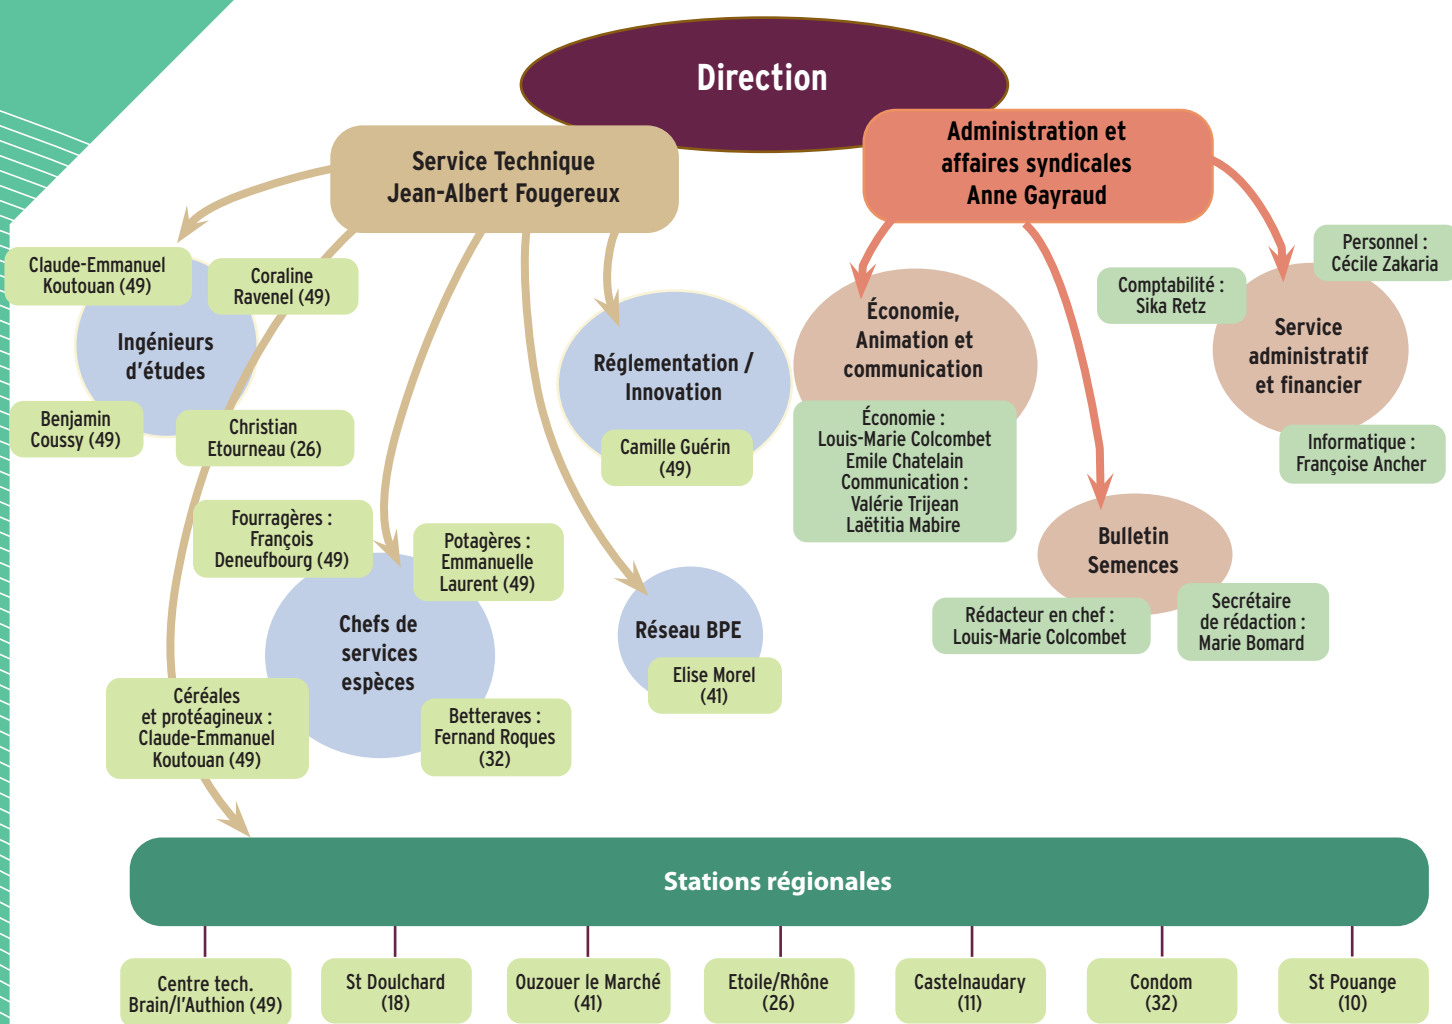 Direction
Service Technique
Jean-Albert Fougereux
Administration et
affaires syndicales
Anne Gayraud
Claude-Emmanuel
Koutouan (49)
Coraline
Ravenel (49)
Ingénieurs
d'études
Benjamin
Coussy (49)
Christian
Etourneau (26)
Réglementation /
Innovation
Camille Guérin
(49)
Économie,
Animation et
communication
Économie :
Louis-Marie Colcombet
Emile Chatelain
Communication :
Valérie Trijean
Laëtitia Mabire
Personnel :
Cécile Zakaria
Comptabilité :
Sika Retz
Service
administratif
et financier
Informatique :
Françoise Ancher
Fourragères :
François
Deneufbourg (49)
Potagères :
Emmanuelle
Laurent (49)
Chefs de
services
espèces
Céréales
et protéagineux :
Claude-Emmanuel
Koutouan (49)
Betteraves :
Fernand Roques
(32)
Réseau BPE
Elise Morel
(41)
Bulletin
Semences
Rédacteur en chef :
Louis-Marie Colcombet
Secrétaire
de rédaction :
Marie Bomard
Stations régionales
Centre tech.
Brain/l'Authion (49)
St Doulchard
(18)
Ouzouer le Marché
(41)
Etoile/Rhône
(26)
Castelnaudary
(11)
Condom
(32)
St Pouange
(10)